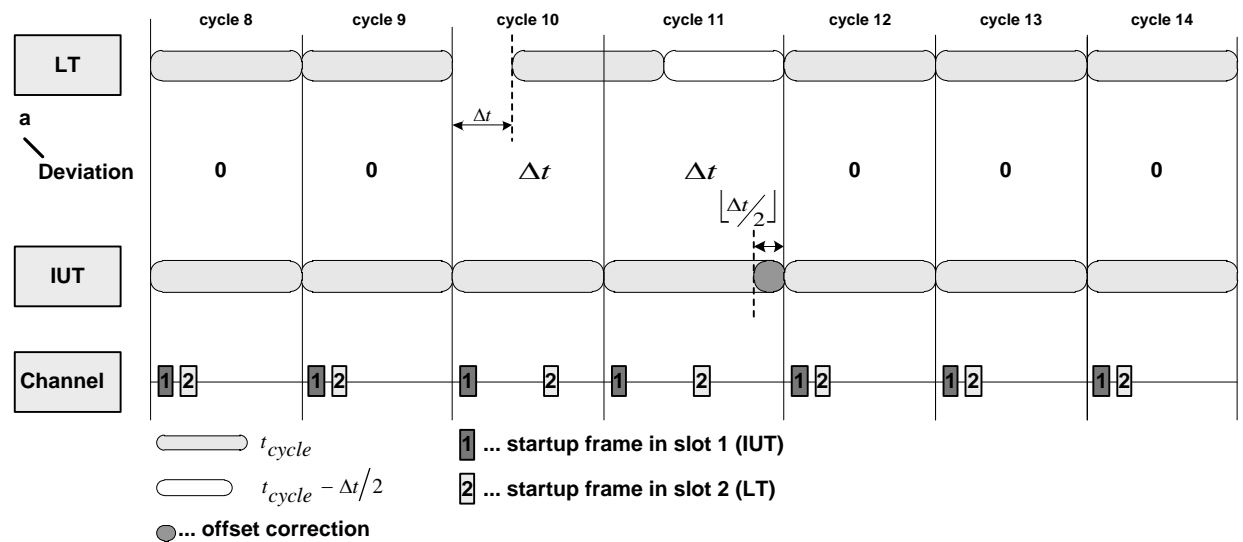 cycle 8 cycle 9 cycle 10 cycle 11 cycle 12 cycle 13 cycle 14
LT
a
Δt
Deviation 0 0 Δt Δt 0 0 0
⌊Δt/2⌋
IUT
Channel 1 2 1 2 1 2 1 2 1 2 1 2 1 2
t_cycle
1 ... startup frame in slot 1 (IUT)
t_cycle − Δt/2
2 ... startup frame in slot 2 (LT)
... offset correction